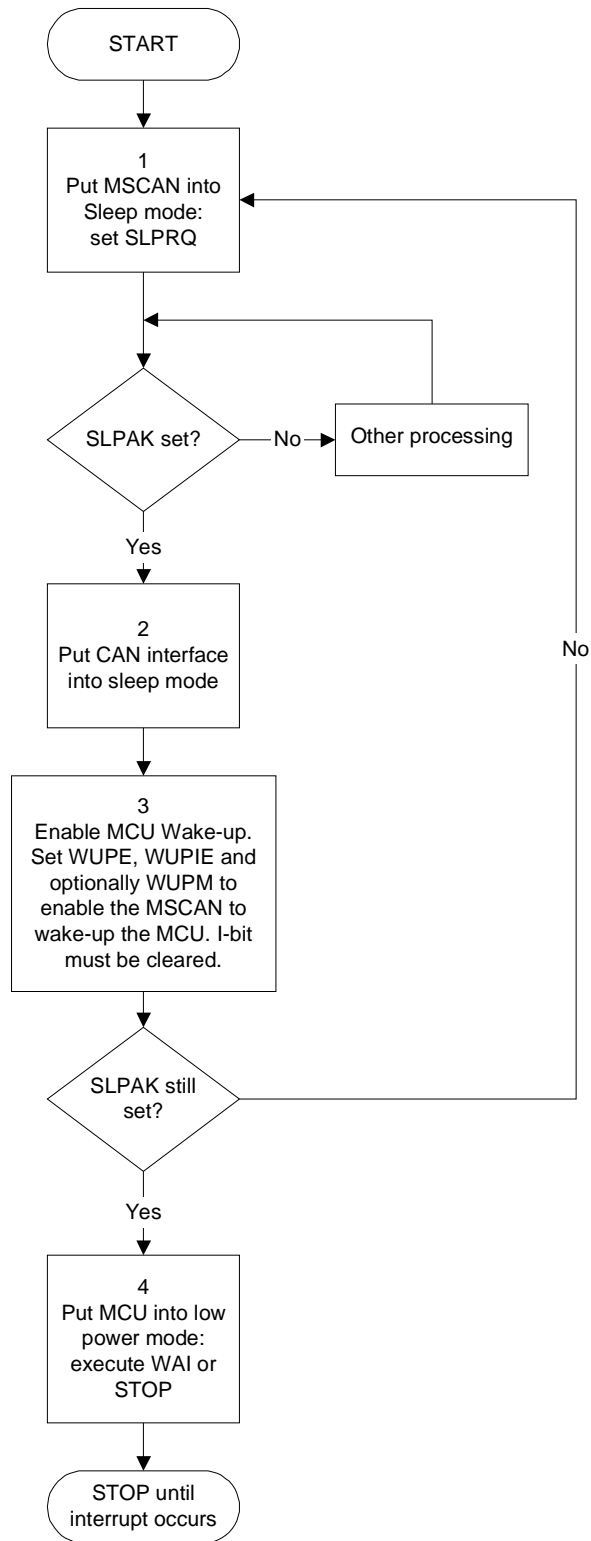 START
1
Put MSCAN into
Sleep mode:
set SLPRQ
SLPAK set?
No
Other processing
Yes
2
Put CAN interface
into sleep mode
No
3
Enable MCU Wake-up.
Set WUPE, WUPIE and
optionally WUPM to
enable the MSCAN to
wake-up the MCU. I-bit
must be cleared.
SLPAK still
set?
Yes
4
Put MCU into low
power mode:
execute WAI or
STOP
STOP until
interrupt occurs